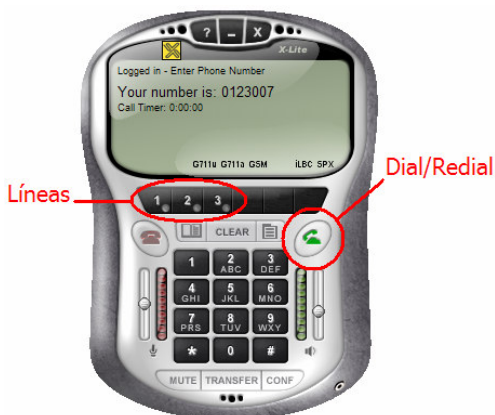 ? – X
X-Lite
Logged in - Enter Phone Number
Your number is: 0123007
Call Timer: 0:00:00
G711u G711a GSM iLBC SPX
Dial/Redial
Líneas
1 2 3
CLEAR
1 2 ABC 3 DEF
4 GHI 5 JKL 6 MNO
7 PRS 8 TUV 9 WXY
* 0 #
MUTE TRANSFER CONF